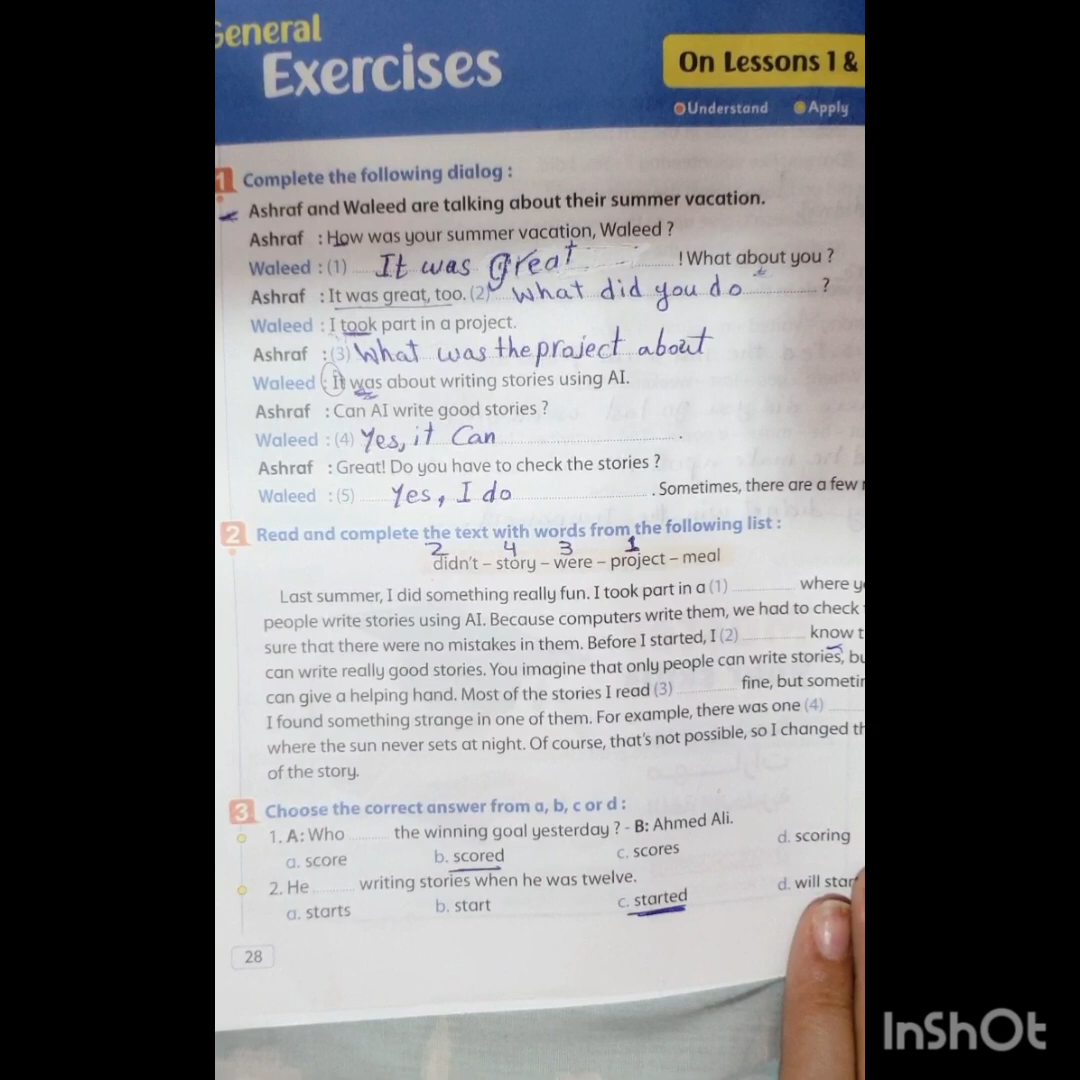 General
Exercises
On Lessons 1 &
Understand Apply
1 Complete the following dialog :
Ashraf and Waleed are talking about their summer vacation.
Ashraf : How was your summer vacation, Waleed ?
Waleed : (1) It was great ! What about you ?
Ashraf : It was great, too. (2) What did you do ?
Waleed : I took part in a project.
Ashraf : (3) What was the project about
Waleed : It was about writing stories using AI.
Ashraf : Can AI write good stories ?
Waleed : (4) Yes, it Can .
Ashraf : Great! Do you have to check the stories ?
Waleed : (5) Yes, I do . Sometimes, there are a few
2 Read and complete the text with words from the following list :
2 4 3 1
didn't – story – were – project – meal
Last summer, I did something really fun. I took part in a (1) where
people write stories using AI. Because computers write them, we had to check
sure that there were no mistakes in them. Before I started, I (2) know
can write really good stories. You imagine that only people can write stories,
can give a helping hand. Most of the stories I read (3) fine, but
I found something strange in one of them. For example, there was one (4)
where the sun never sets at night. Of course, that's not possible, so I changed
of the story.
3 Choose the correct answer from a, b, c or d :
1. A: Who the winning goal yesterday ? - B: Ahmed Ali.
a. score b. scored c. scores d. scoring
2. He writing stories when he was twelve.
a. starts b. start c. started d. will
28
InShOt